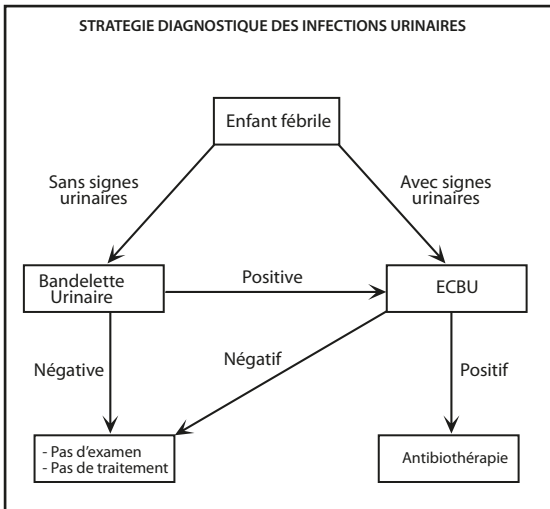 STRATEGIE DIAGNOSTIQUE DES INFECTIONS URINAIRES
Enfant fébrile
Sans signes
urinaires
Avec signes
urinaires
Bandelette
Urinaire
Positive
ECBU
Négative
Négatif
Positif
- Pas d'examen
- Pas de traitement
Antibiothérapie